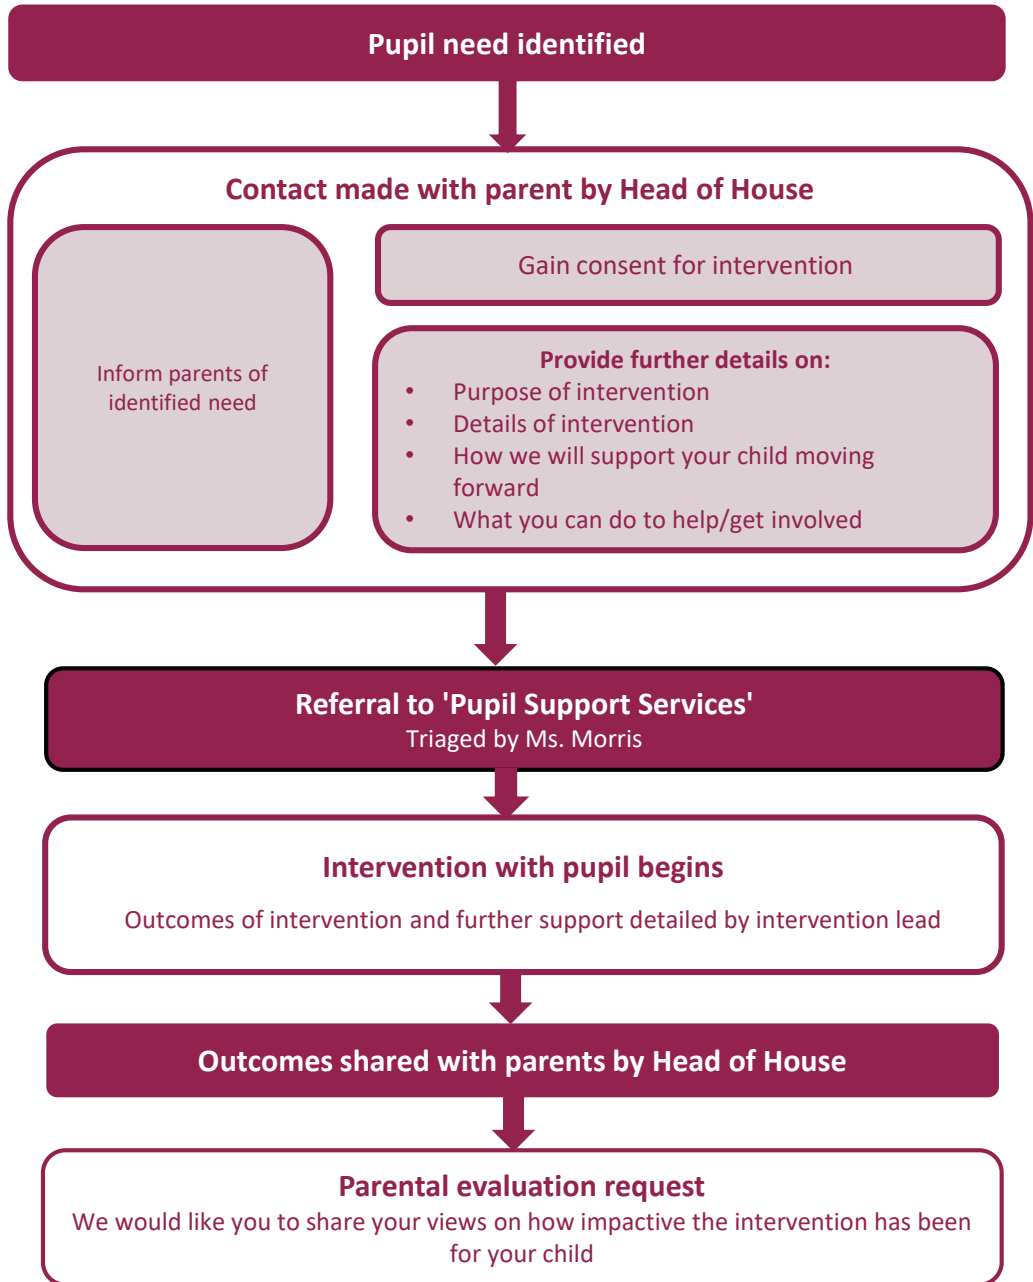 Pupil need identified
Contact made with parent by Head of House
Inform parents of
identified need
Gain consent for intervention
Provide further details on:
• Purpose of intervention
• Details of intervention
• How we will support your child moving
forward
• What you can do to help/get involved
Referral to 'Pupil Support Services'
Triaged by Ms. Morris
Intervention with pupil begins
Outcomes of intervention and further support detailed by intervention lead
Outcomes shared with parents by Head of House
Parental evaluation request
We would like you to share your views on how impactive the intervention has been
for your child